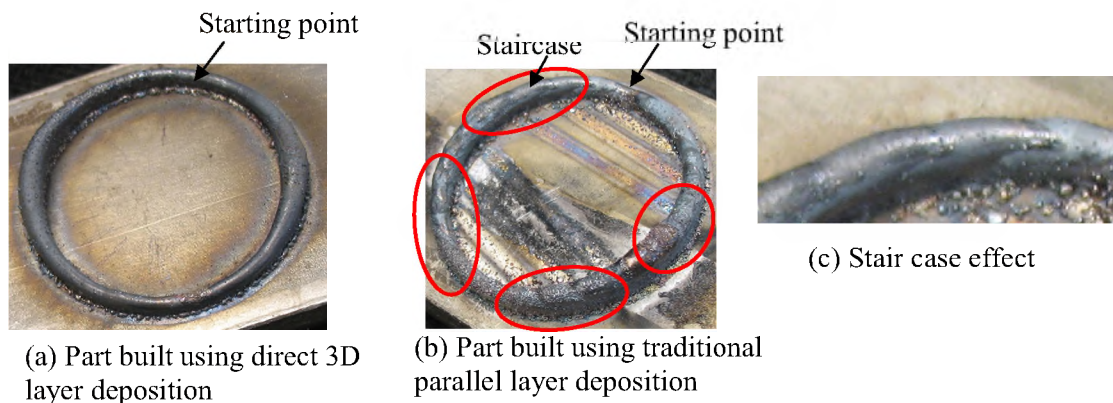 Starting point
Staircase
Starting point
(a) Part built using direct 3D
layer deposition
(b) Part built using traditional
parallel layer deposition
(c) Stair case effect